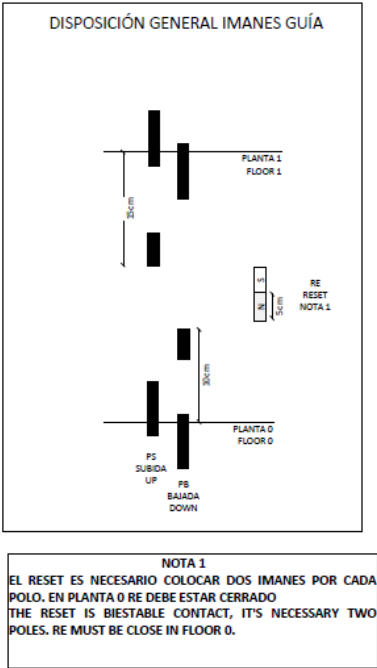 DISPOSICIÓN GENERAL IMANES GUÍA
PLANTA 1
FLOOR 1
15cm
S
N
5cm
RE
RESET
NOTA 1
10cm
PLANTA 0
FLOOR 0
PS
SUBIDA
UP
PB
BAJADA
DOWN
NOTA 1
EL RESET ES NECESARIO COLOCAR DOS IMANES POR CADA
POLO. EN PLANTA 0 RE DEBE ESTAR CERRADO
THE RESET IS BIESTABLE CONTACT, IT'S NECESSARY TWO
POLES. RE MUST BE CLOSE IN FLOOR 0.